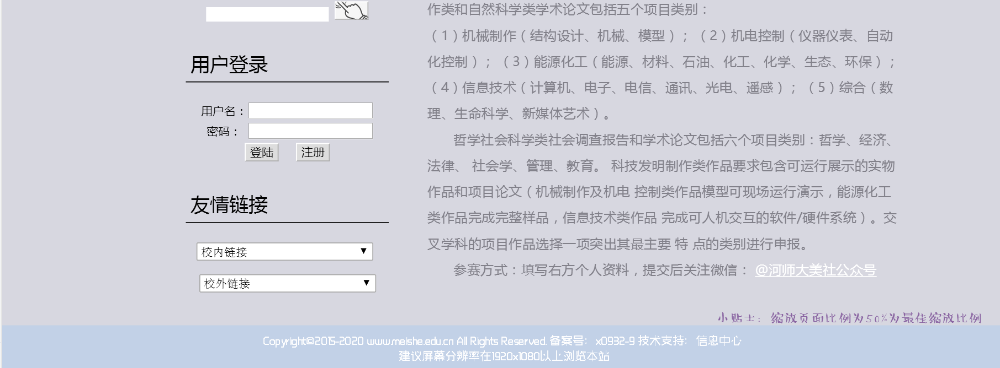 用户登录
用户名：
密码：
登陆 注册
友情链接
校内链接
校外链接
作类和自然科学类学术论文包括五个项目类别：
（1）机械制作（结构设计、机械、模型）；（2）机电控制（仪器仪表、自动
化控制）；（3）能源化工（能源、材料、石油、化工、化学、生态、环保）；
（4）信息技术（计算机、电子、电信、通讯、光电、遥感）；（5）综合（数
理、生命科学、新媒体艺术）。
哲学社会科学类社会调查报告和学术论文包括六个项目类别：哲学、经济、
法律、 社会学、管理、教育。 科技发明制作类作品要求包含可运行展示的实物
作品和项目论文（机械制作及机电 控制类作品模型可现场运行演示，能源化工
类作品完成完整样品，信息技术类作品 完成可人机交互的软件/硬件系统）。交
叉学科的项目作品选择一项突出其最主要 特 点的类别进行申报。
参赛方式：填写右方个人资料，提交后关注微信： @河师大美社公众号
小贴士：缩放页面比例为50%为最佳缩放比例
Copyright©2015-2020 www.meishe.edu.cn All Rights Reserved. 备案号：x0932-9 技术支持：信息中心
建议屏幕分辨率在1920x1080以上浏览本站